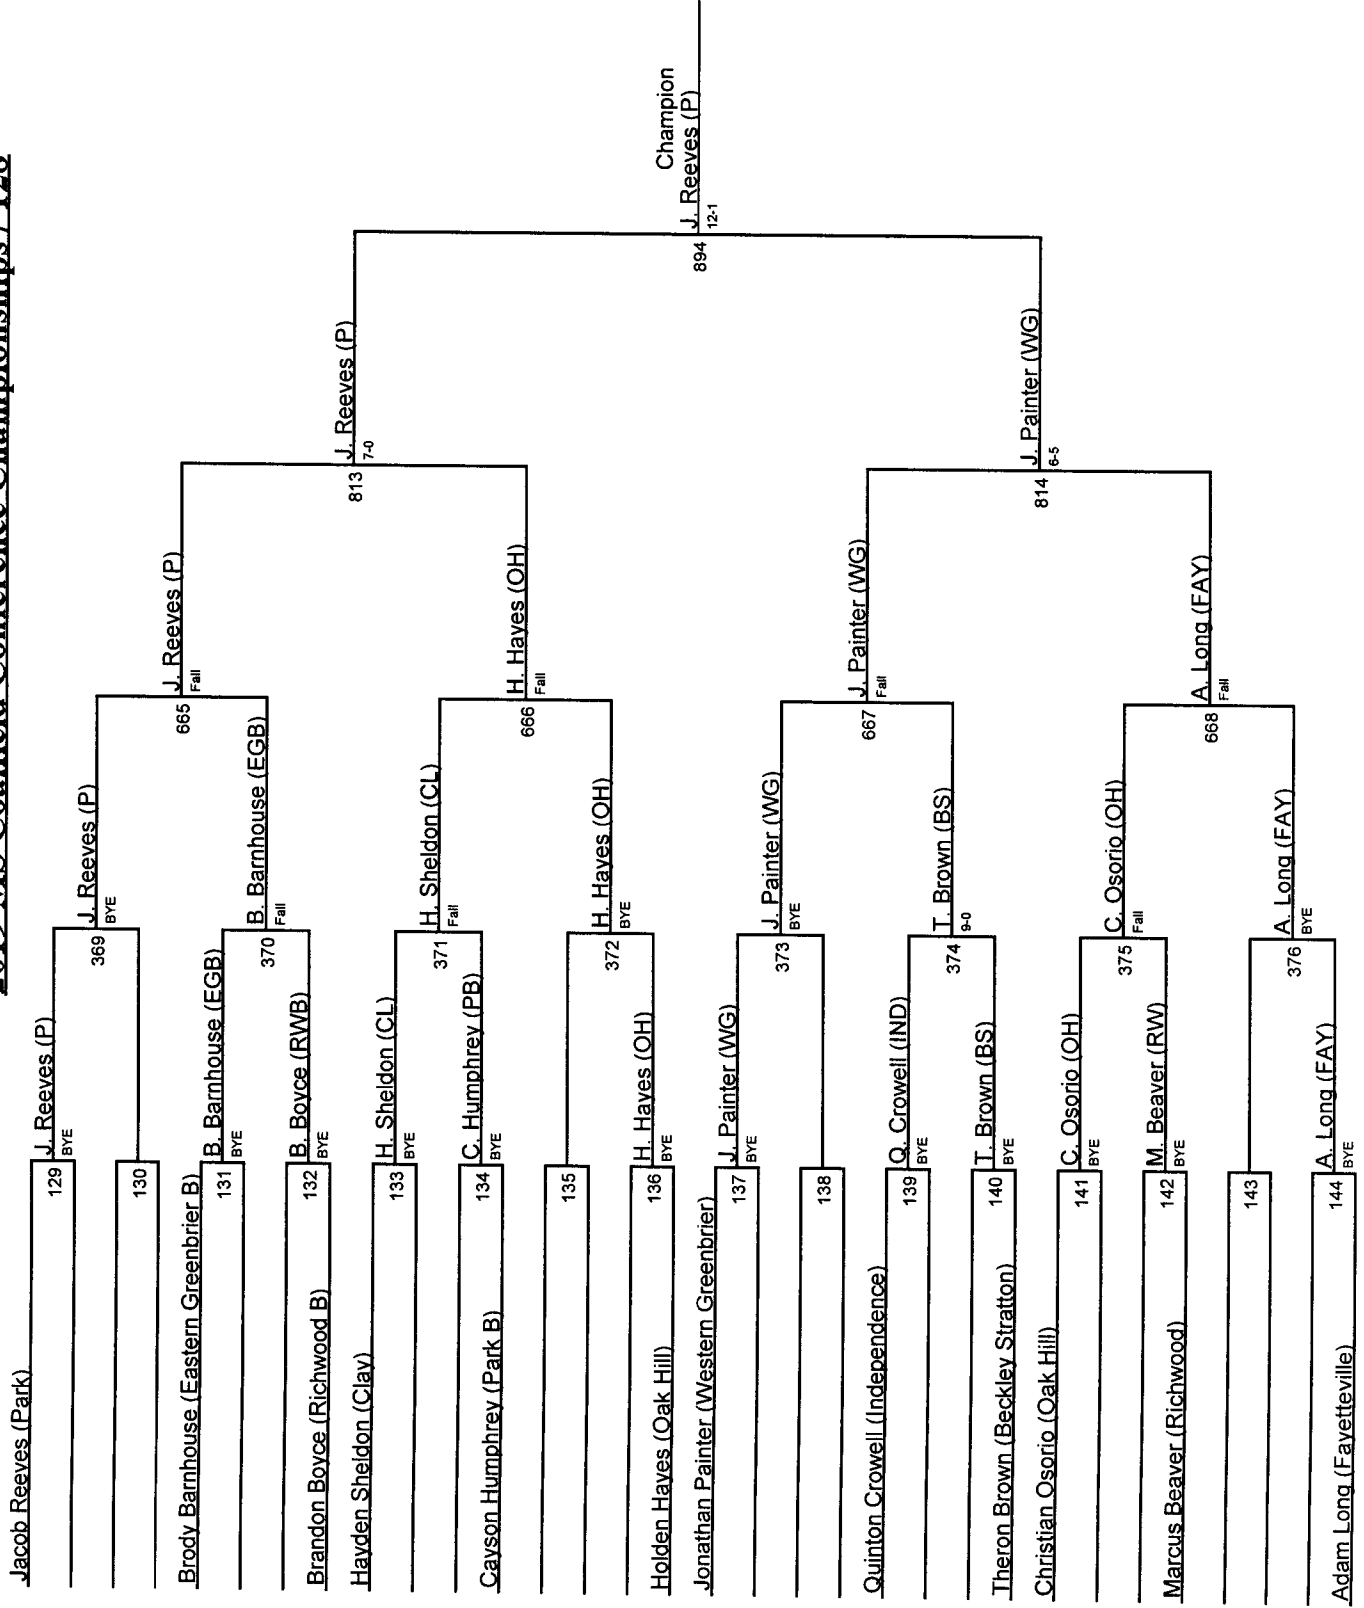 Champion
J. Reeves (P)
12-1
894
J. Reeves (P)
7-0
813
J. Painter (WG)
6-5
814
J. Reeves (P)
Fall
665
H. Hayes (OH)
Fall
666
J. Painter (WG)
Fall
667
A. Long (FAY)
Fall
668
J. Reeves (P)
BYE
369
B. Barnhouse (EGB)
Fall
370
H. Sheldon (CL)
Fall
371
H. Hayes (OH)
BYE
372
J. Painter (WG)
BYE
373
T. Brown (BS)
9-0
374
C. Osorio (OH)
Fall
375
A. Long (FAY)
BYE
376
J. Reeves (P)
BYE
129
130
B. Barnhouse (EGB)
BYE
131
B. Boyce (RWB)
BYE
132
H. Sheldon (CL)
BYE
133
C. Humphrey (PB)
BYE
134
135
H. Hayes (OH)
BYE
136
J. Painter (WG)
BYE
137
138
Q. Crowell (IND)
BYE
139
T. Brown (BS)
BYE
140
C. Osorio (OH)
BYE
141
M. Beaver (RW)
BYE
142
143
A. Long (FAY)
BYE
144
Jacob Reeves (Park)
Brody Barnhouse (Eastern Greenbrier B)
Brandon Boyce (Richwood B)
Hayden Sheldon (Clay)
Cayson Humphrey (Park B)
Holden Hayes (Oak Hill)
Jonathan Painter (Western Greenbrier)
Quinton Crowell (Independence)
Theron Brown (Beckley Stratton)
Christian Osorio (Oak Hill)
Marcus Beaver (Richwood)
Adam Long (Fayetteville)